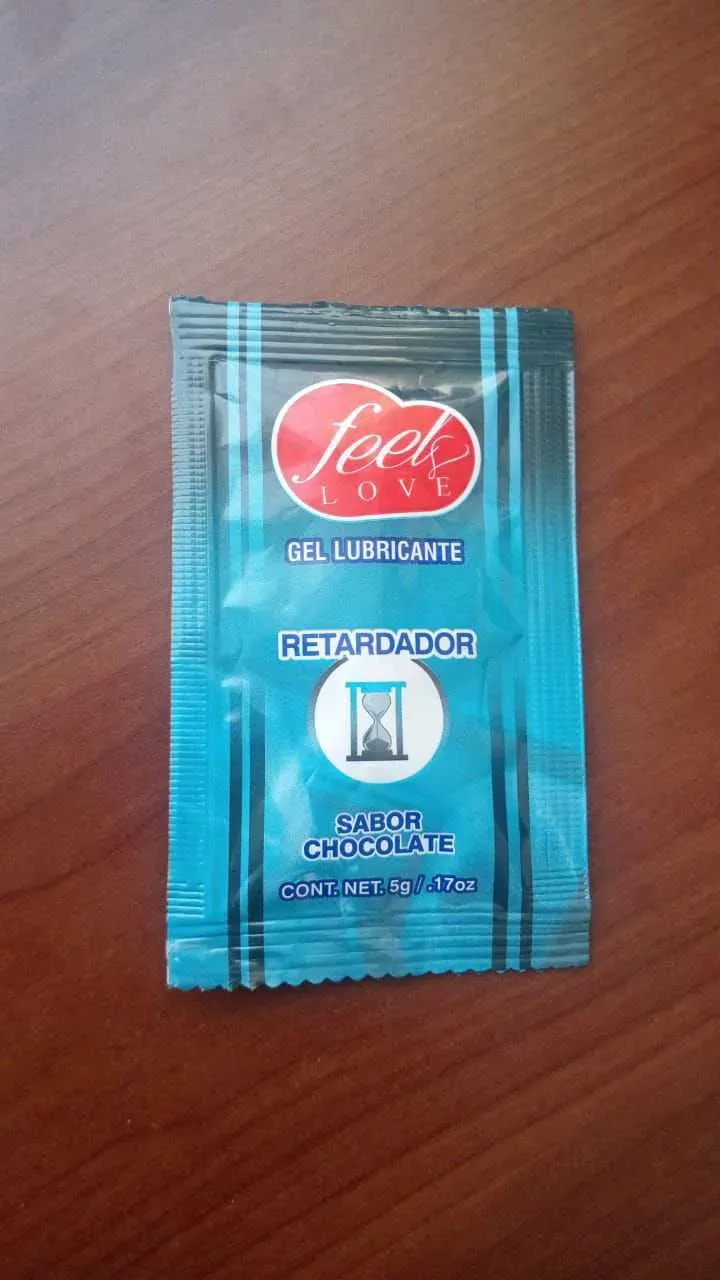 feel
LOVE
GEL LUBRICANTE
RETARDADOR
SABOR
CHOCOLATE
CONT. NET. 5g / .17oz